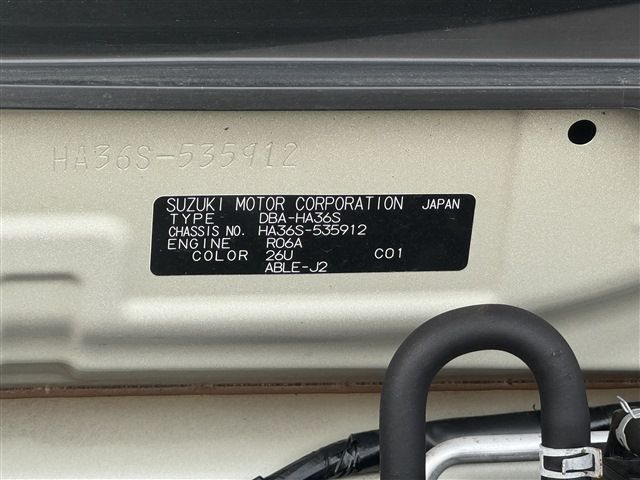 HA36S-535912
SUZUKI MOTOR CORPORATION JAPAN
TYPE DBA-HA36S
CHASSIS NO. HA36S-535912
ENGINE R06A
COLOR 26U C01
ABLE-J2